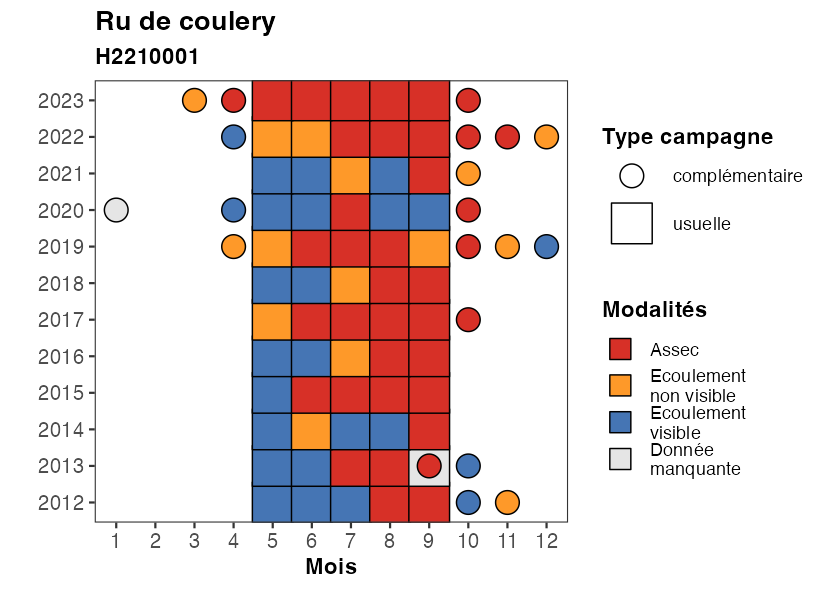 Ru de coulery
H2210001
2023
2022
2021
2020
2019
2018
2017
2016
2015
2014
2013
2012
1 2 3 4 5 6 7 8 9 10 11 12
Mois
Type campagne
complémentaire
usuelle
Modalités
Assec
Ecoulement
non visible
Ecoulement
visible
Donnée
manquante